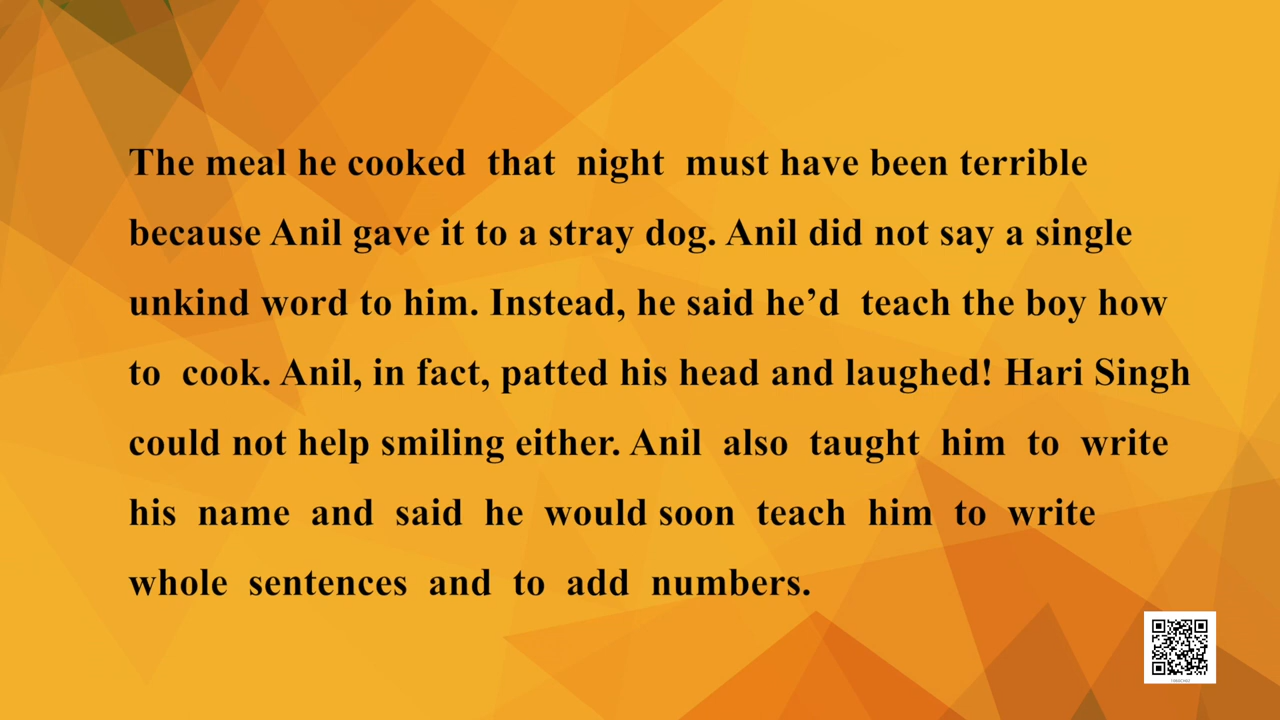 The meal he cooked that night must have been terrible
because Anil gave it to a stray dog. Anil did not say a single
unkind word to him. Instead, he said he’d teach the boy how
to cook. Anil, in fact, patted his head and laughed! Hari Singh
could not help smiling either. Anil also taught him to write
his name and said he would soon teach him to write
whole sentences and to add numbers.